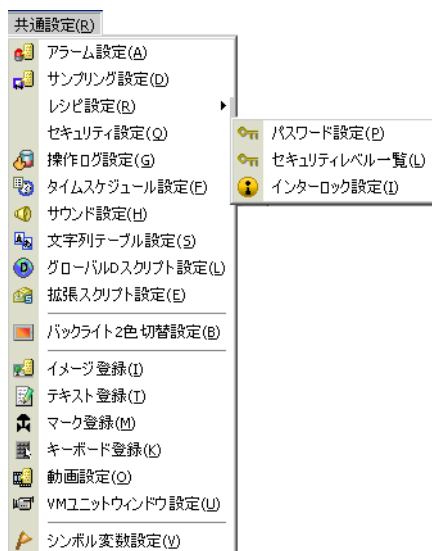 共通設定(R)
アラーム設定(A)
サンプリング設定(D)
レシピ設定(R)
セキュリティ設定(Q)
パスワード設定(P)
セキュリティレベル一覧(L)
インターロック設定(I)
操作ログ設定(G)
タイムスケジュール設定(F)
サウンド設定(H)
文字列テーブル設定(S)
グローバルDスクリプト設定(L)
拡張スクリプト設定(E)
バックライト2色切替設定(B)
イメージ登録(I)
テキスト登録(T)
マーク登録(M)
キーボード登録(K)
動画設定(O)
VMユニットウィンドウ設定(U)
シンボル変数設定(V)